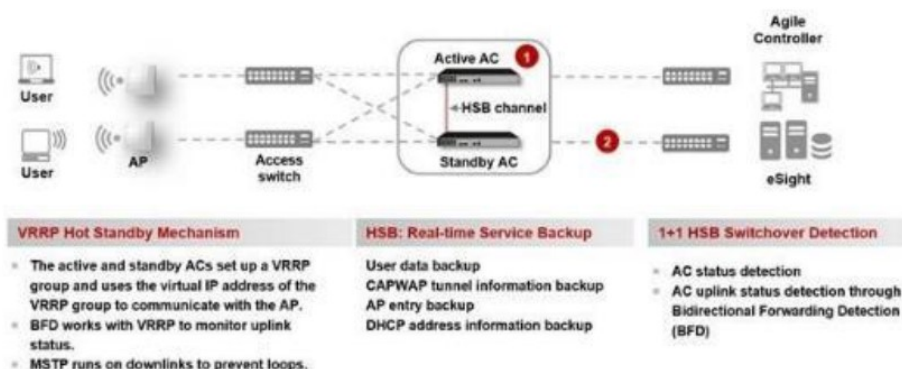 Agile
Controller
Active AC
1
User
HSB channel
2
User
AP
Access
switch
Standby AC
eSight
VRRP Hot Standby Mechanism
The active and standby ACs set up a VRRP
group and uses the virtual IP address of the
VRRP group to communicate with the AP.
BFD works with VRRP to monitor uplink
status.
MSTP runs on downlinks to prevent loops.
HSB: Real-time Service Backup
User data backup
CAPWAP tunnel information backup
AP entry backup
DHCP address information backup
1+1 HSB Switchover Detection
AC status detection
AC uplink status detection through
Bidirectional Forwarding Detection
(BFD)